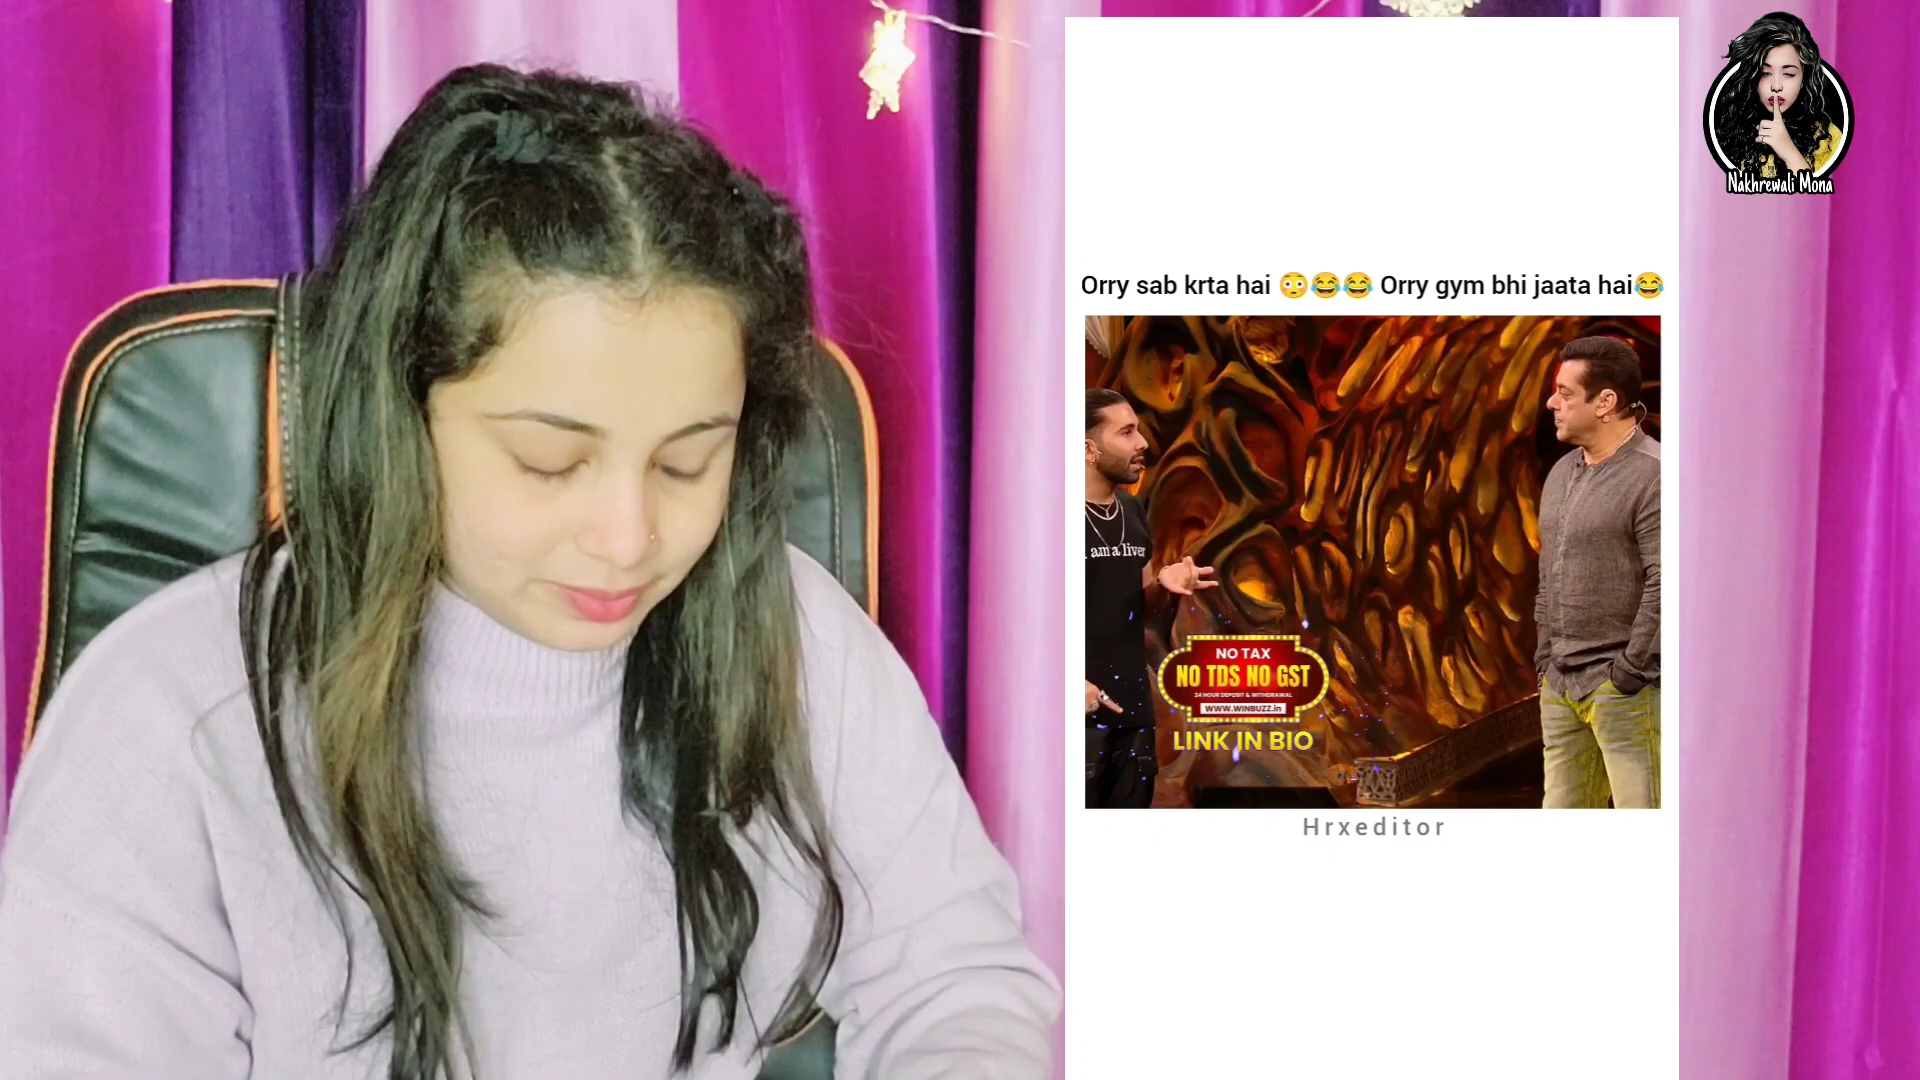 Nakhrewali Mona
Orry sab krta hai 😳😂😂 Orry gym bhi jaata hai😂
am a liver
NO TAX
NO TDS NO GST
24 HOUR DEPOSIT & WITHDRAWAL
WWW.WINBUZZ.in
LINK IN BIO
Hrxeditor